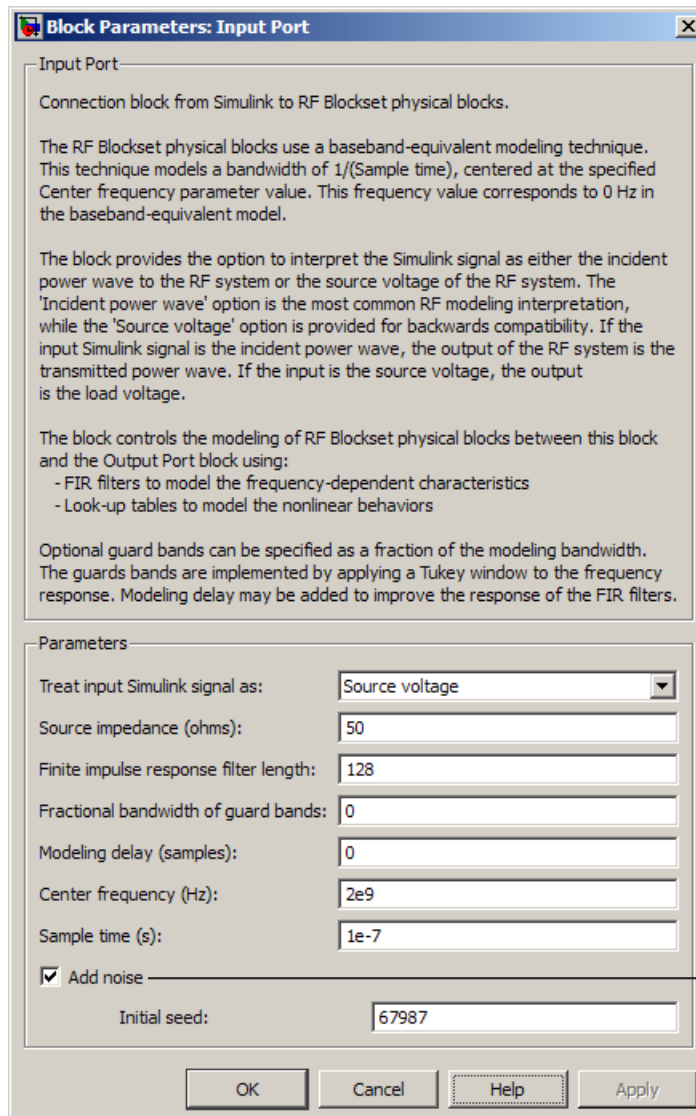 Block Parameters: Input Port
Input Port
Connection block from Simulink to RF Blockset physical blocks.
The RF Blockset physical blocks use a baseband-equivalent modeling technique.
This technique models a bandwidth of 1/(Sample time), centered at the specified
Center frequency parameter value. This frequency value corresponds to 0 Hz in
the baseband-equivalent model.
The block provides the option to interpret the Simulink signal as either the incident
power wave to the RF system or the source voltage of the RF system. The
'Incident power wave' option is the most common RF modeling interpretation,
while the 'Source voltage' option is provided for backwards compatibility. If the
input Simulink signal is the incident power wave, the output of the RF system is the
transmitted power wave. If the input is the source voltage, the output
is the load voltage.
The block controls the modeling of RF Blockset physical blocks between this block
and the Output Port block using:
- FIR filters to model the frequency-dependent characteristics
- Look-up tables to model the nonlinear behaviors
Optional guard bands can be specified as a fraction of the modeling bandwidth.
The guards bands are implemented by applying a Tukey window to the frequency
response. Modeling delay may be added to improve the response of the FIR filters.
Parameters
Treat input Simulink signal as: Source voltage
Source impedance (ohms): 50
Finite impulse response filter length: 128
Fractional bandwidth of guard bands: 0
Modeling delay (samples): 0
Center frequency (Hz): 2e9
Sample time (s): 1e-7
Add noise
Initial seed: 67987
OK Cancel Help Apply